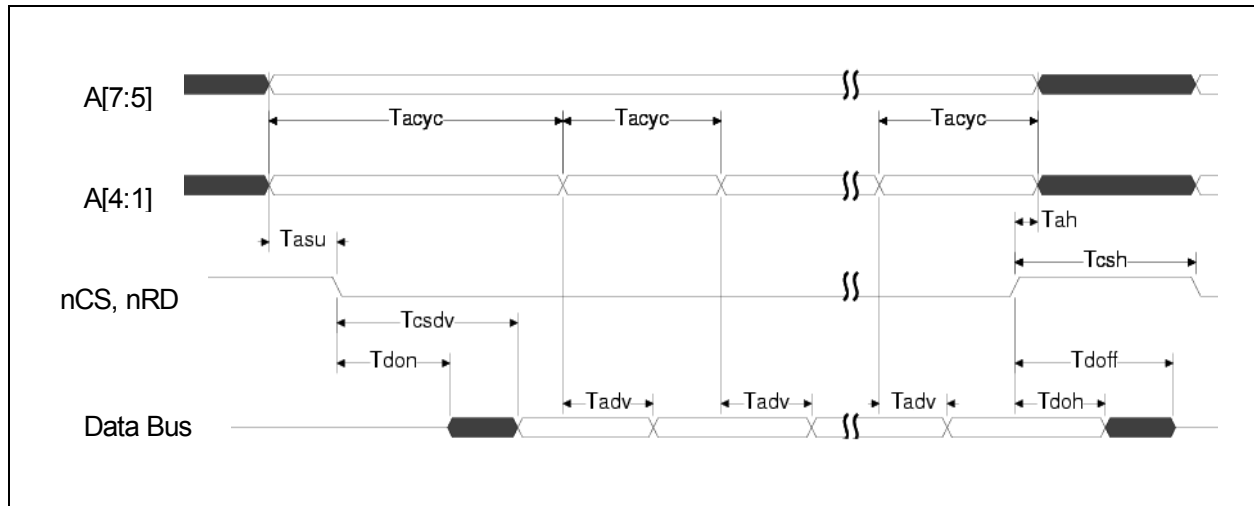 A[7:5]
Tacyc Tacyc Tacyc
A[4:1]
Tah
Tasu
Tcsh
nCS, nRD
Tcsdv
Tdon Tdoff
Tadv Tadv Tadv Tdoh
Data Bus